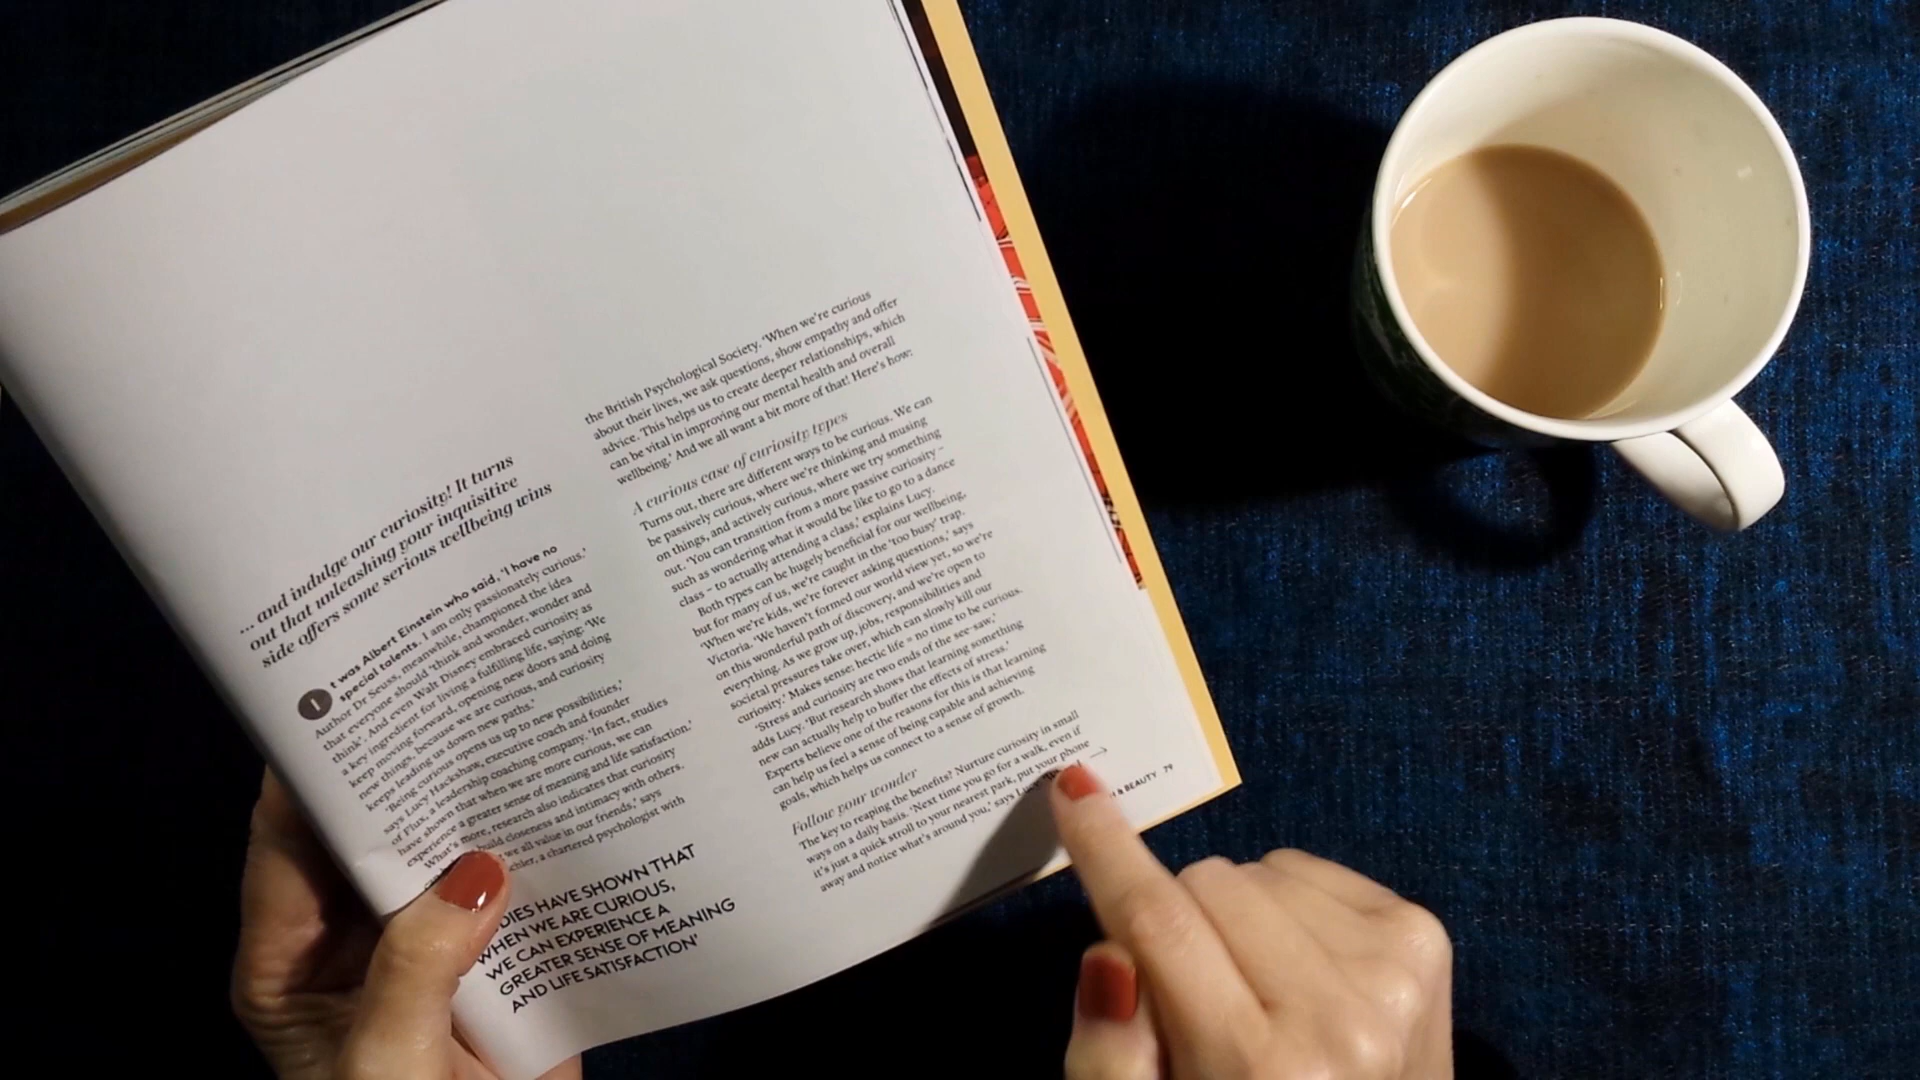 ... and indulge our curiosity! It turns
out that unleashing your inquisitive
side offers some serious wellbeing wins
I
t was Albert Einstein who said, 'I have no
special talents. I am only passionately curious.'
Author Dr Seuss, meanwhile, championed the idea
that everyone should 'think and wonder, wonder and
think'. And even Walt Disney embraced curiosity as
a key ingredient for living a fulfilling life, saying: 'We
keep moving forward, opening new doors and doing
new things, because we are curious, and curiosity
keeps leading us down new paths.'
'Being curious opens us up to new possibilities,'
says Lucy Hackshaw, executive coach and founder
of Flux, a leadership coaching company. 'In fact, studies
have shown that when we are more curious, we can
experience a greater sense of meaning and life satisfaction.'
What's more, research also indicates that curiosity
build closeness and intimacy with others.
we all value in our friends,' says
a chartered psychologist with
DIES HAVE SHOWN THAT
WHEN WE ARE CURIOUS,
WE CAN EXPERIENCE A
GREATER SENSE OF MEANING
AND LIFE SATISFACTION'
the British Psychological Society. 'When we're curious
about their lives, we ask questions, show empathy and offer
advice. This helps us to create deeper relationships, which
can be vital in improving our mental health and overall
wellbeing.' And we all want a bit more of that! Here's how:
A curious case of curiosity types
Turns out, there are different ways to be curious. We can
be passively curious, where we're thinking and musing
on things, and actively curious, where we try something
out. 'You can transition from a more passive curiosity –
such as wondering what it would be like to go to a dance
class – to actually attending a class,' explains Lucy.
Both types can be hugely beneficial for our wellbeing,
but for many of us, we're caught in the 'too busy' trap.
'When we're kids, we're forever asking questions,' says
Victoria. 'We haven't formed our world view yet, so we're
on this wonderful path of discovery, and we're open to
everything. As we grow up, jobs, responsibilities and
societal pressures take over, which can slowly kill our
curiosity.' Makes sense: hectic life = no time to be curious.
'Stress and curiosity are two ends of the see-saw,'
adds Lucy. 'But research shows that learning something
new can actually help to buffer the effects of stress.'
Experts believe one of the reasons for this is that learning
can help us feel a sense of being capable and achieving
goals, which helps us connect to a sense of growth.
Follow your wonder
The key to reaping the benefits? Nurture curiosity in small
ways on a daily basis. 'Next time you go for a walk, even if
it's just a quick stroll to your nearest park, put your phone
away and notice what's around you,' says
& BEAUTY 79